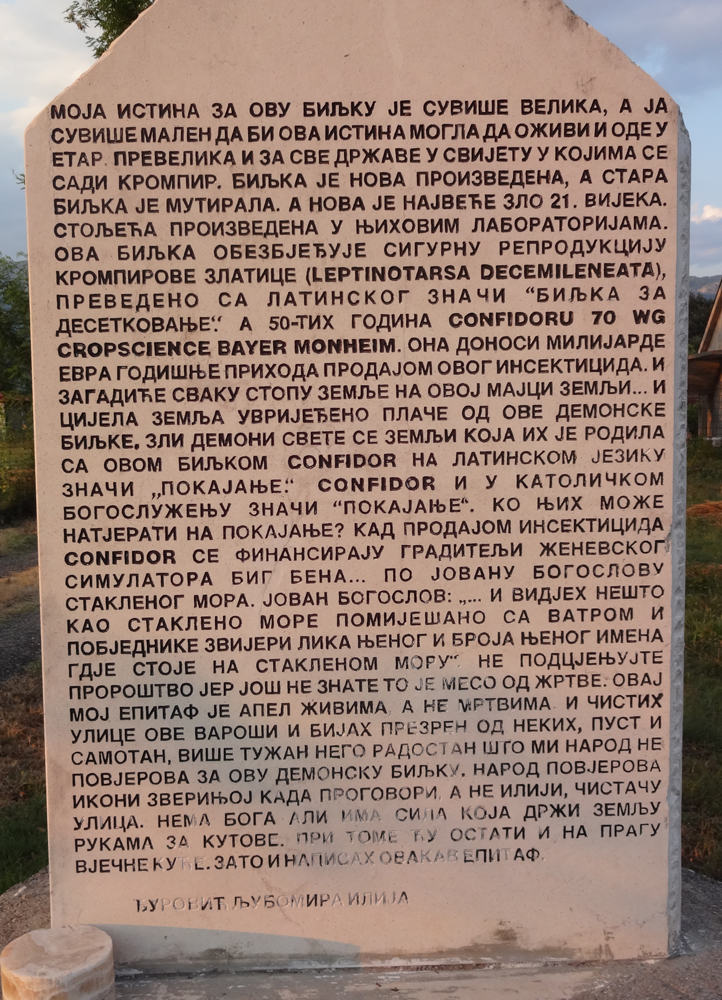 МОЈА ИСТИНА ЗА ОВУ БИЉКУ ЈЕ СУВИШЕ ВЕЛИКА, А ЈА
СУВИШЕ МАЛЕН ДА БИ ОВА ИСТИНА МОГЛА ДА ОЖИВИ И ОДЕ У
ЕТАР. ПРЕВЕЛИКА И ЗА СВЕ ДРЖАВЕ У СВИЈЕТУ У КОЈИМА СЕ
САДИ КРОМПИР. БИЉКА ЈЕ НОВА ПРОИЗВЕДЕНА, А СТАРА
БИЉКА ЈЕ МУТИРАЛА. А НОВА ЈЕ НАЈВЕЋЕ ЗЛО 21. ВИЈЕКА.
СТОЉЕЋА ПРОИЗВЕДЕНА У ЊИХОВИМ ЛАБОРАТОРИЈАМА.
ОВА БИЉКА ОБЕЗБЈЕЂУЈЕ СИГУРНУ РЕПРОДУКЦИЈУ
КРОМПИРОВЕ ЗЛАТИЦЕ (LEPTINOTARSA DECEMILENEATA),
ПРЕВЕДЕНО СА ЛАТИНСКОГ ЗНАЧИ “БИЉКА ЗА
ДЕСЕТКОВАЊЕ“. А 50-ТИХ ГОДИНА CONFIDORU 70 WG
CROPSCIENCE BAYER MONHEIM. ОНА ДОНОСИ МИЛИЈАРДЕ
ЕВРА ГОДИШЊЕ ПРИХОДА ПРОДАЈОМ ОВОГ ИНСЕКТИЦИДА. И
ЗАГАДИЋЕ СВАКУ СТОПУ ЗЕМЉЕ НА ОВОЈ МАЈЦИ ЗЕМЉИ... И
ЦИЈЕЛА ЗЕМЉА УВРИЈЕЂЕНО ПЛАЧЕ ОД ОВЕ ДЕМОНСКЕ
БИЉКЕ. ЗЛИ ДЕМОНИ СВЕТЕ СЕ ЗЕМЉИ КОЈА ИХ ЈЕ РОДИЛА
СА ОВОМ БИЉКОМ CONFIDOR НА ЛАТИНСКОМ ЈЕЗИКУ
ЗНАЧИ „ПОКАЈАЊЕ“. CONFIDOR И У КАТОЛИЧКОМ
БОГОСЛУЖЕЊУ ЗНАЧИ “ПОКАЈАЊЕ“. КО ЊИХ МОЖЕ
НАТЈЕРАТИ НА ПОКАЈАЊЕ? КАД ПРОДАЈОМ ИНСЕКТИЦИДА
CONFIDOR СЕ ФИНАНСИРАЈУ ГРАДИТЕЉИ ЖЕНЕВСКОГ
СИМУЛАТОРА БИГ БЕНА... ПО ЈОВАНУ БОГОСЛОВУ
СТАКЛЕНОГ МОРА. ЈОВАН БОГОСЛОВ: „... И ВИДЈЕХ НЕШТО
КАО СТАКЛЕНО МОРЕ ПОМИЈЕШАНО СА ВАТРОМ И
ПОБЈЕДНИКЕ ЗВИЈЕРИ ЛИКА ЊЕНОГ И БРОЈА ЊЕНОГ ИМЕНА
ГДЈЕ СТОЈЕ НА СТАКЛЕНОМ МОРУ“. НЕ ПОДЦЈЕЊУЈТЕ
ПРОРОШТВО ЈЕР ЈОШ НЕ ЗНАТЕ ТО ЈЕ МЕСО ОД ЖРТВЕ. ОВАЈ
МОЈ ЕПИТАФ ЈЕ АПЕЛ ЖИВИМА, А НЕ МРТВИМА. И ЧИСТИХ
УЛИЦЕ ОВЕ ВАРОШИ И БИЈАХ ПРЕЗРЕН ОД НЕКИХ, ПУСТ И
САМОТАН, ВИШЕ ТУЖАН НЕГО РАДОСТАН ШТО МИ НАРОД НЕ
ПОВЈЕРОВА ЗА ОВУ ДЕМОНСКУ БИЉКУ. НАРОД ПОВЈЕРОВА
ИКОНИ ЗВЕРИЊОЈ КАДА ПРОГОВОРИ, А НЕ ИЛИЈИ, ЧИСТАЧУ
УЛИЦА. НЕМА БОГА АЛИ ИМА СИЛА КОЈА ДРЖИ ЗЕМЉУ
РУКАМА ЗА КУТОВЕ. ПРИ ТОМЕ ЋУ ОСТАТИ И НА ПРАГУ
ВЈЕЧНЕ КУЋЕ. ЗАТО И НАПИСАХ ОВАКАВ ЕПИТАФ.
ЂУРОВИЋ ЉУБОМИРА ИЛИЈА